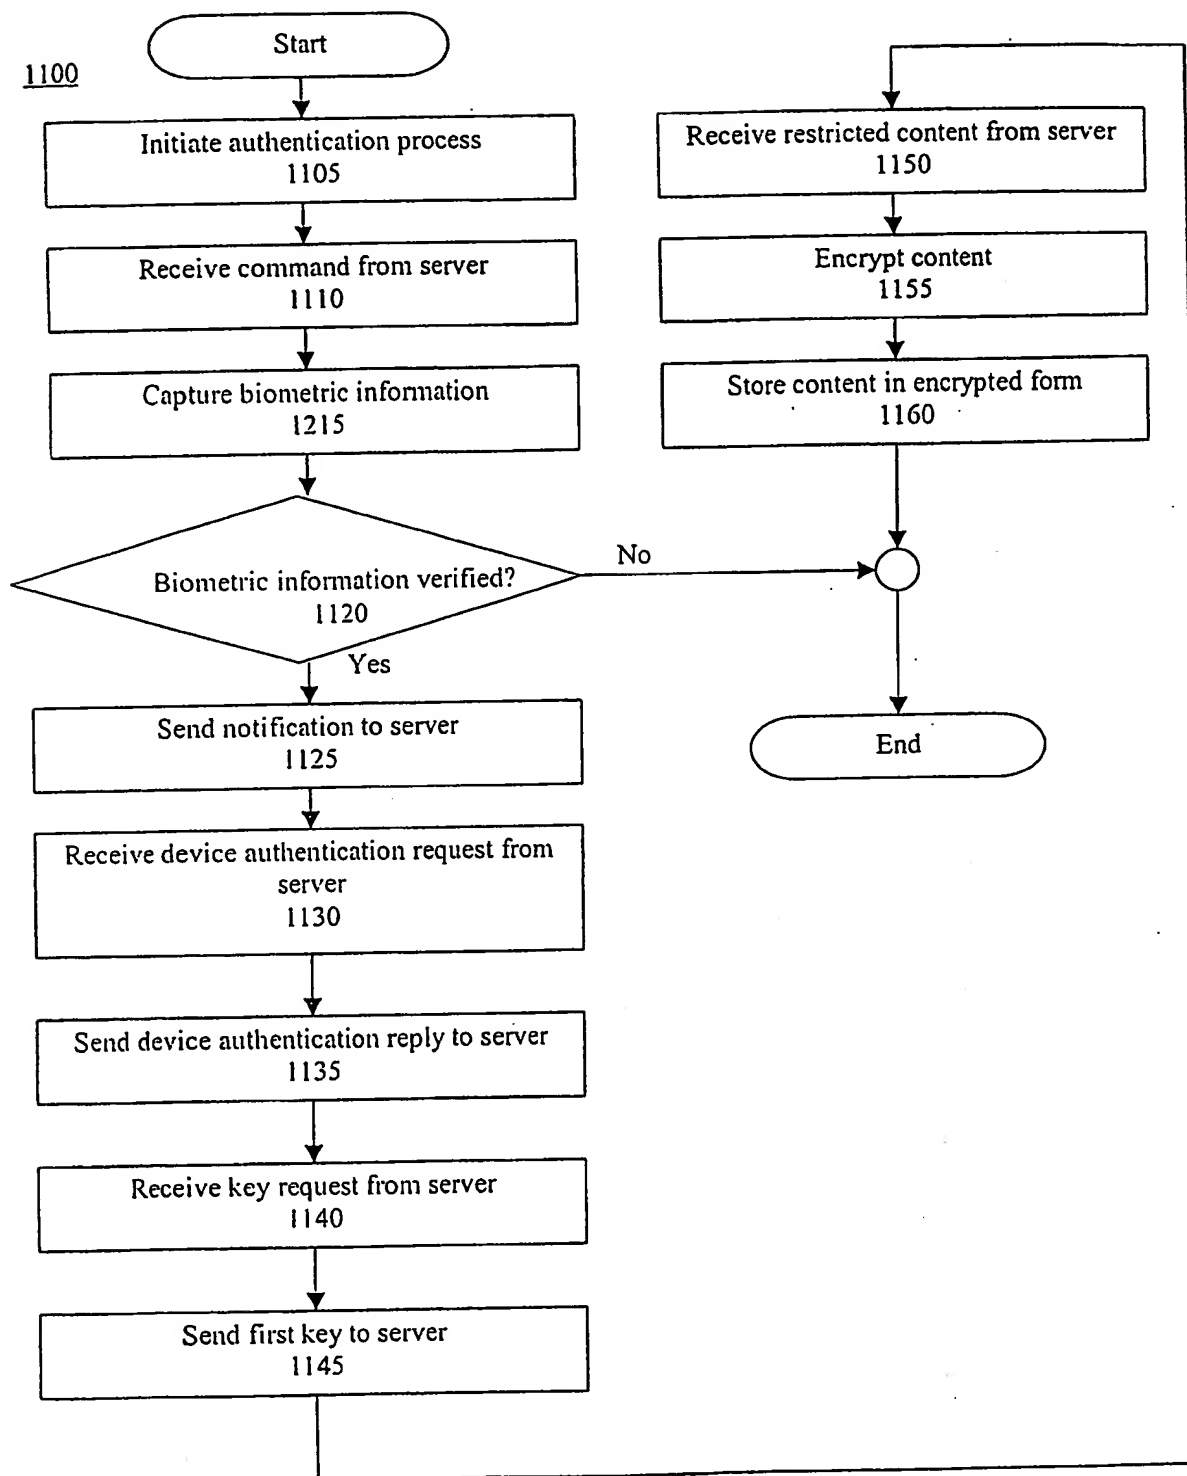 Start
1100
Initiate authentication process
1105
Receive command from server
1110
Capture biometric information
1215
Biometric information verified?
1120
No
Yes
Send notification to server
1125
Receive device authentication request from
server
1130
Send device authentication reply to server
1135
Receive key request from server
1140
Send first key to server
1145
Receive restricted content from server
1150
Encrypt content
1155
Store content in encrypted form
1160
End